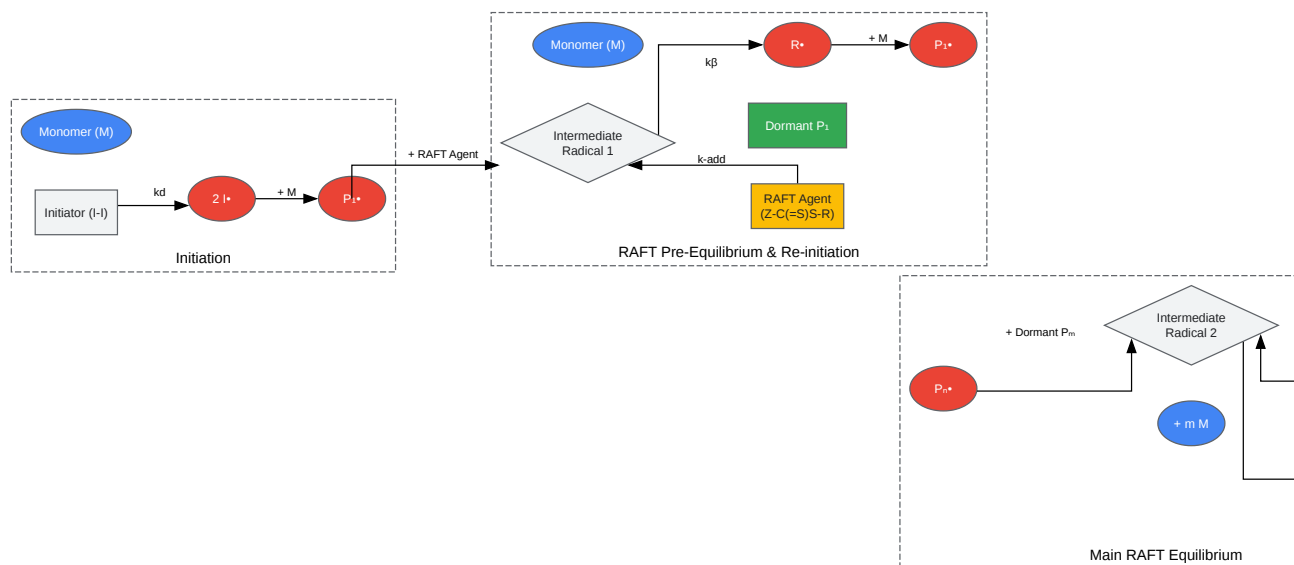 Monomer (M)
Initiator (I-I)
kd
2 I•
+ M
P₁•
Initiation
+ RAFT Agent
Monomer (M)
Intermediate
Radical 1
kβ
R•
+ M
P₁•
Dormant P₁
k-add
RAFT Agent
(Z-C(=S)S-R)
RAFT Pre-Equilibrium & Re-initiation
Pₙ•
+ Dormant Pₘ
Intermediate
Radical 2
+ m M
Main RAFT Equilibrium